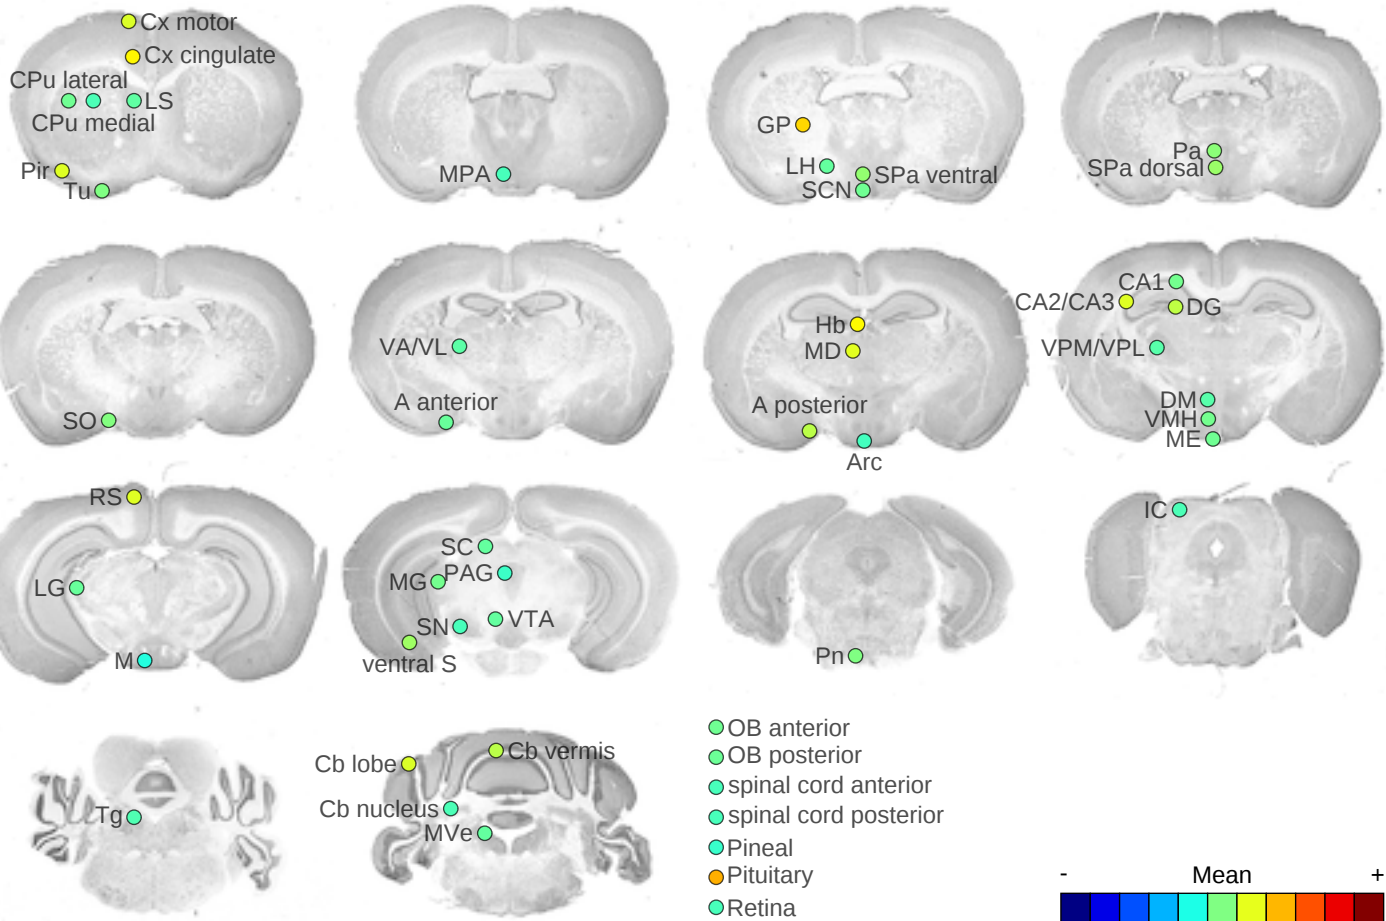 Cx motor
Cx cingulate
CPu lateral
LS
CPu medial
Pir
Tu
MPA
GP
LH
SPa ventral
SCN
Pa
SPa dorsal
SO
VA/VL
A anterior
Hb
MD
A posterior
Arc
CA1
CA2/CA3
DG
VPM/VPL
DM
VMH
ME
RS
LG
M
SC
MG
PAG
SN
VTA
ventral S
Pn
IC
Tg
Cb lobe
Cb vermis
Cb nucleus
MVe
OB anterior
OB posterior
spinal cord anterior
spinal cord posterior
Pineal
Pituitary
Retina
- Mean +